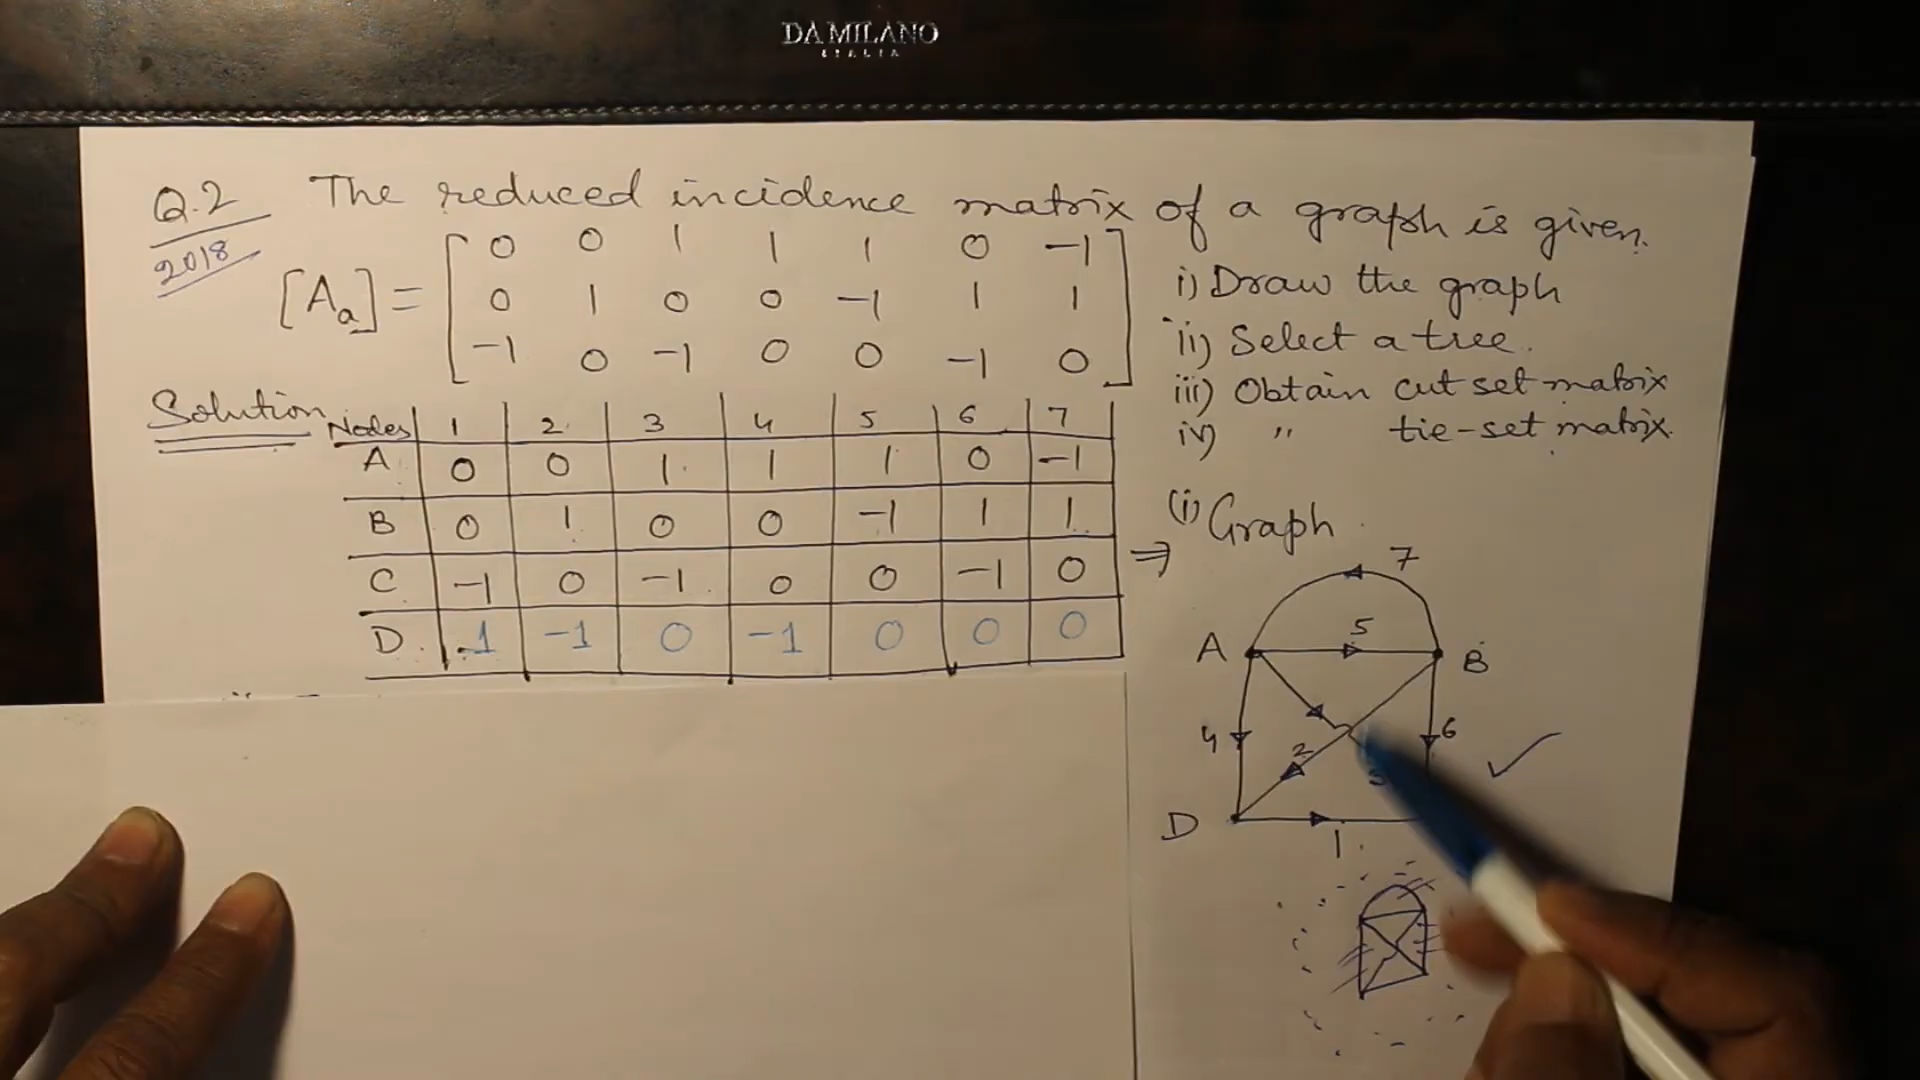 DA MILANO
ITALIA
Q.2 The reduced incidence matrix of a graph is given.
2018
[Aa] = [ 0 0 1 1 1 0 -1
0 1 0 0 -1 1 1
-1 0 -1 0 0 -1 0 ]
i) Draw the graph
ii) Select a tree.
iii) Obtain cut set matrix
iv) " tie-set matrix.
Solution
Nodes 1 2 3 4 5 6 7
A 0 0 1 1 1 0 -1
B 0 1 0 0 -1 1 1
C -1 0 -1 0 0 -1 0
D 1 -1 0 -1 0 0 0
⇒ (i) Graph
7
A 5 B
4 2 3 6 ✓
D 1